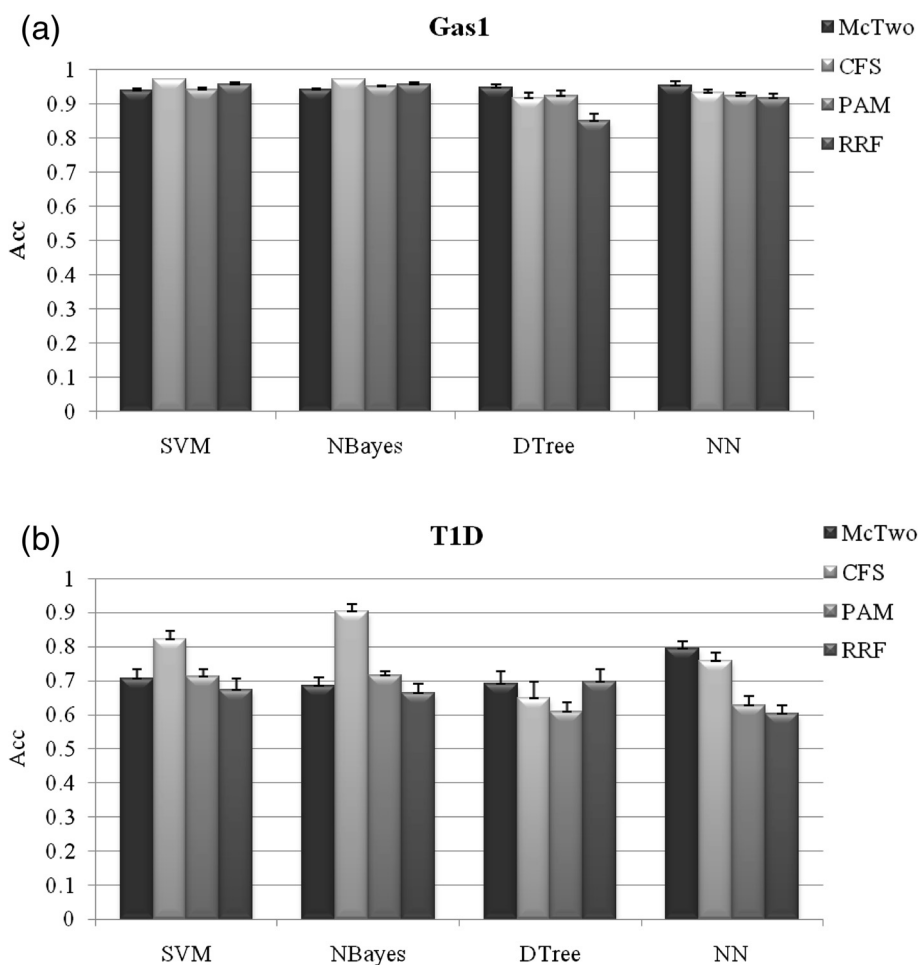 (a)
Gas1
McTwo
CFS
PAM
RRF
Acc
1
0.9
0.8
0.7
0.6
0.5
0.4
0.3
0.2
0.1
0
SVM NBayes DTree NN
(b)
T1D
McTwo
CFS
PAM
RRF
Acc
1
0.9
0.8
0.7
0.6
0.5
0.4
0.3
0.2
0.1
0
SVM NBayes DTree NN